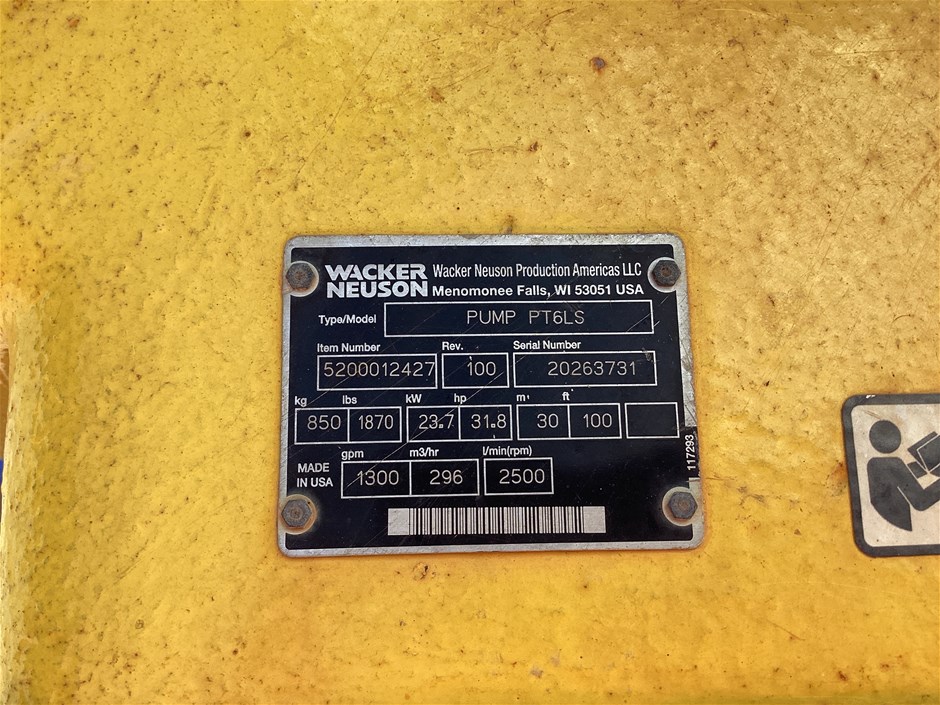 WACKER NEUSON
Wacker Neuson Production Americas LLC
Menomonee Falls, WI 53051 USA
Type/Model PUMP PT6LS
Item Number Rev. Serial Number
5200012427 100 20263731
kg lbs kW hp m ft
850 1870 23.7 31.8 30 100
gpm m3/hr l/min(rpm)
MADE IN USA 1300 296 2500
117293